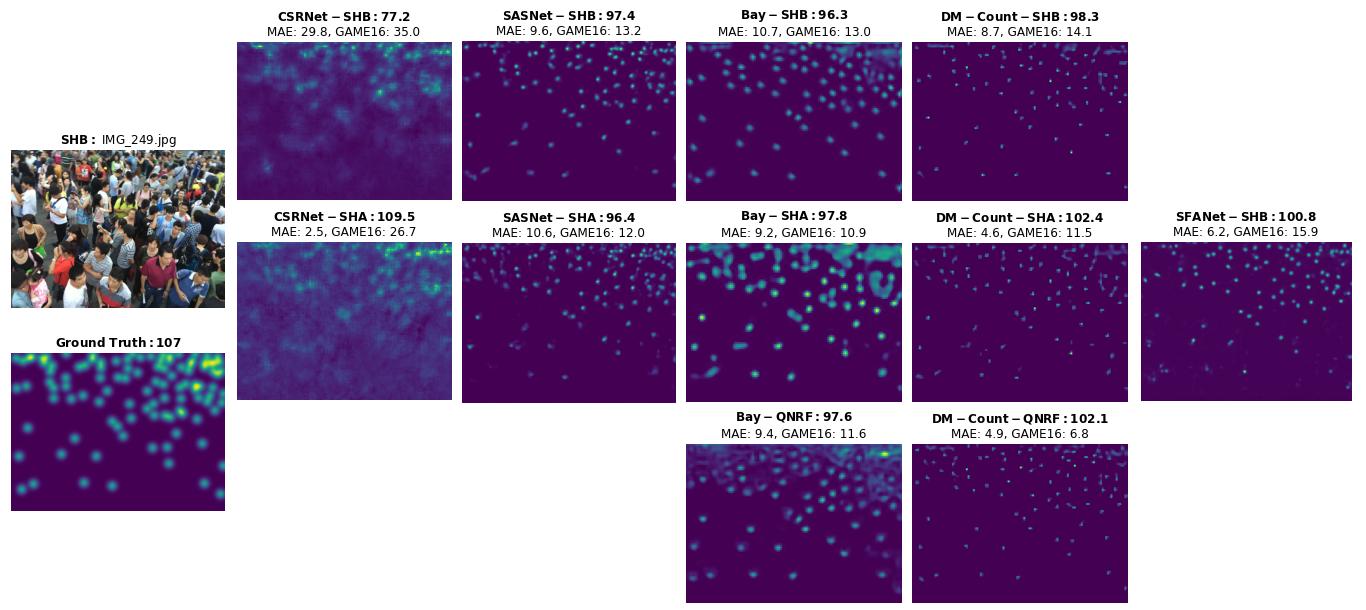 CSRNet−SHB: 77.2
MAE: 29.8, GAME16: 35.0
SASNet−SHB: 97.4
MAE: 9.6, GAME16: 13.2
Bay−SHB: 96.3
MAE: 10.7, GAME16: 13.0
DM−Count−SHB: 98.3
MAE: 8.7, GAME16: 14.1
SHB: IMG_249.jpg
CSRNet−SHA: 109.5
MAE: 2.5, GAME16: 26.7
SASNet−SHA: 96.4
MAE: 10.6, GAME16: 12.0
Bay−SHA: 97.8
MAE: 9.2, GAME16: 10.9
DM−Count−SHA: 102.4
MAE: 4.6, GAME16: 11.5
SFANet−SHB: 100.8
MAE: 6.2, GAME16: 15.9
Ground Truth: 107
Bay−QNRF: 97.6
MAE: 9.4, GAME16: 11.6
DM−Count−QNRF: 102.1
MAE: 4.9, GAME16: 6.8